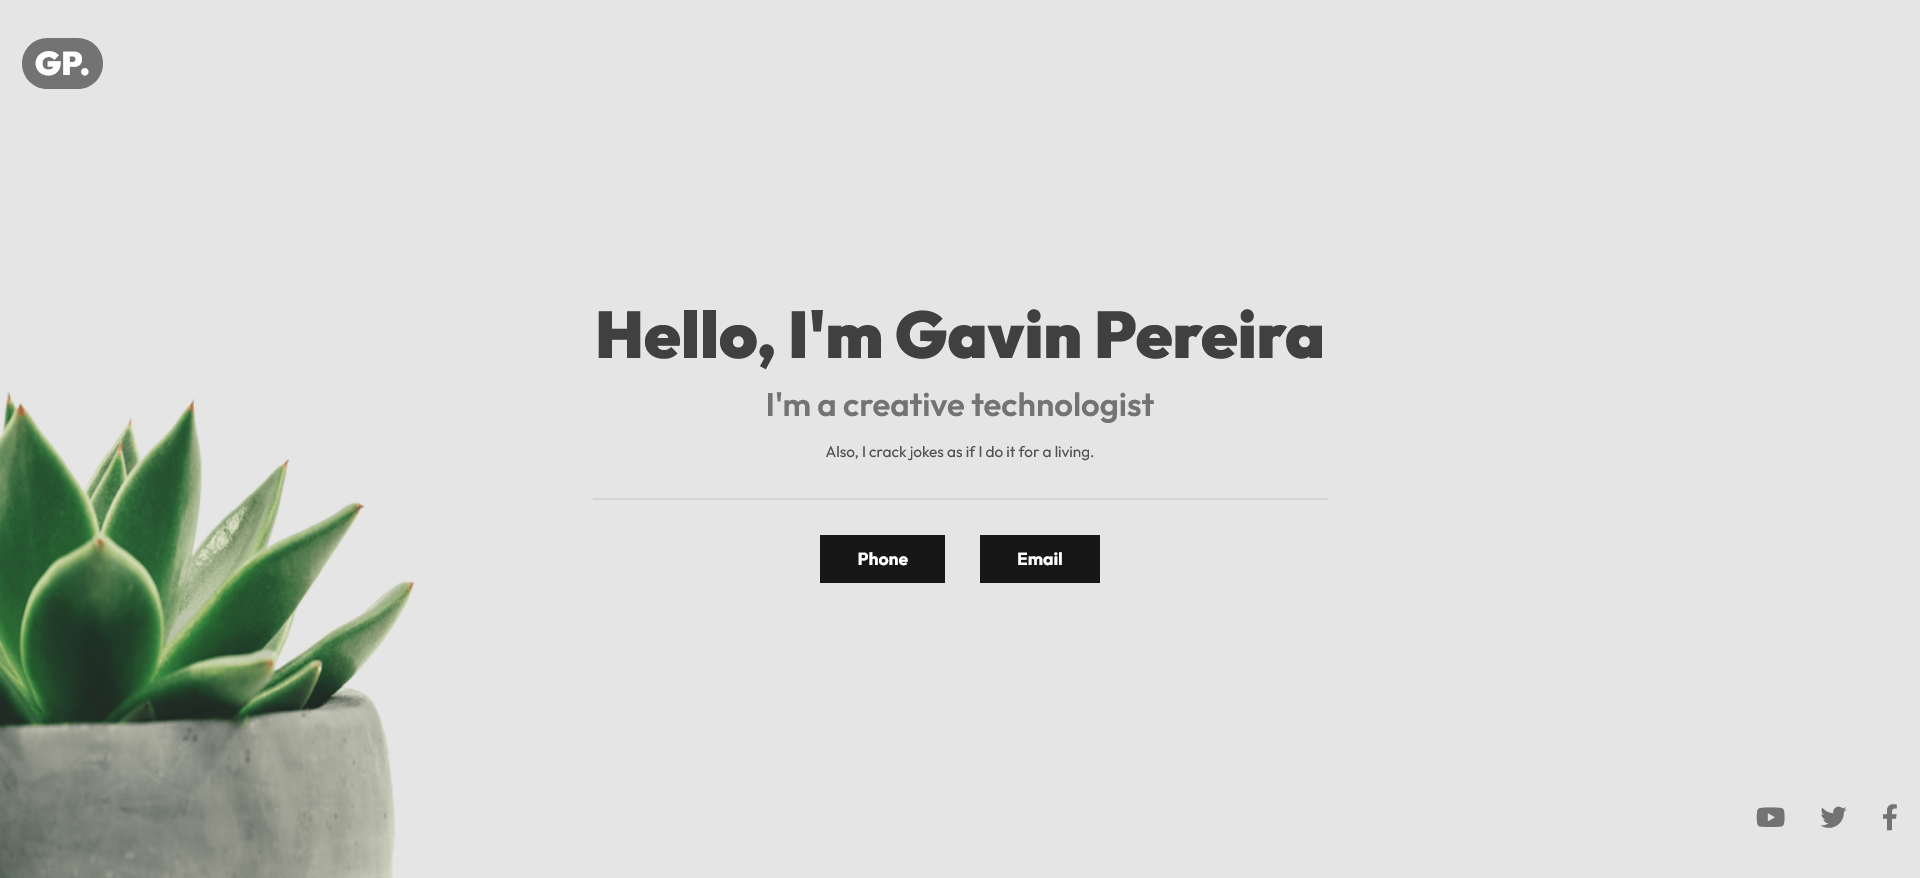 GP.
Hello, I'm Gavin Pereira
I'm a creative technologist
Also, I crack jokes as if I do it for a living.
Phone
Email